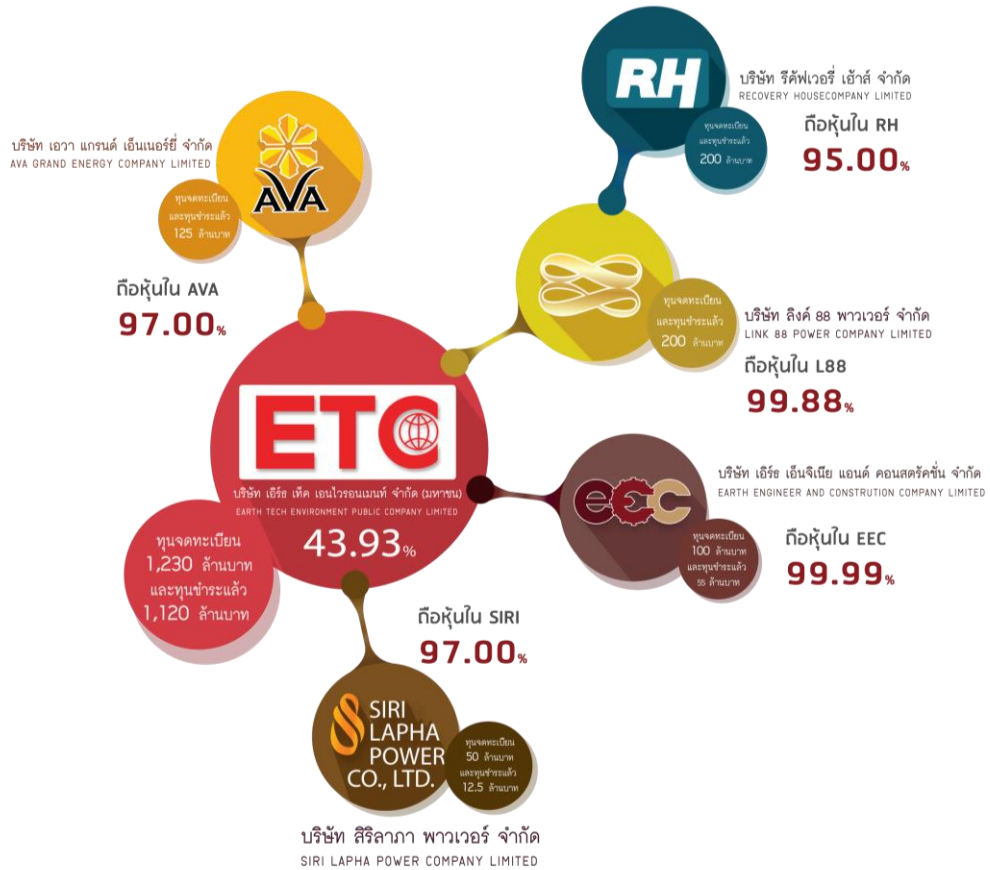 RH
บริษัท รีคัฟเวอรี่ เฮ้าส์ จำกัด
RECOVERY HOUSECOMPANY LIMITED
ทุนจดทะเบียน
และทุนชำระแล้ว
200 ล้านบาท
ถือหุ้นใน RH
95.00%
บริษัท เอวา แกรนด์ เอ็นเนอร์ยี่ จำกัด
AVA GRAND ENERGY COMPANY LIMITED
AVA
ทุนจดทะเบียน
และทุนชำระแล้ว
125 ล้านบาท
ถือหุ้นใน AVA
97.00%
ทุนจดทะเบียน
และทุนชำระแล้ว
200 ล้านบาท
บริษัท ลิงค์ 88 พาวเวอร์ จำกัด
LINK 88 POWER COMPANY LIMITED
ถือหุ้นใน L88
99.88%
ETC
บริษัท เอิร์ธ เท็ค เอนไวรอนเมนท์ จำกัด (มหาชน)
EARTH TECH ENVIRONMENT PUBLIC COMPANY LIMITED
43.93%
ทุนจดทะเบียน
1,230 ล้านบาท
และทุนชำระแล้ว
1,120 ล้านบาท
eec
บริษัท เอิร์ธ เอ็นจิเนีย แอนด์ คอนสตรัคชั่น จำกัด
EARTH ENGINEER AND CONSTRUTION COMPANY LIMITED
ทุนจดทะเบียน
100 ล้านบาท
และทุนชำระแล้ว
55 ล้านบาท
ถือหุ้นใน EEC
99.99%
ถือหุ้นใน SIRI
97.00%
SIRI
LAPHA
POWER
CO., LTD.
ทุนจดทะเบียน
50 ล้านบาท
และทุนชำระแล้ว
12.5 ล้านบาท
บริษัท สิริลาภา พาวเวอร์ จำกัด
SIRI LAPHA POWER COMPANY LIMITED